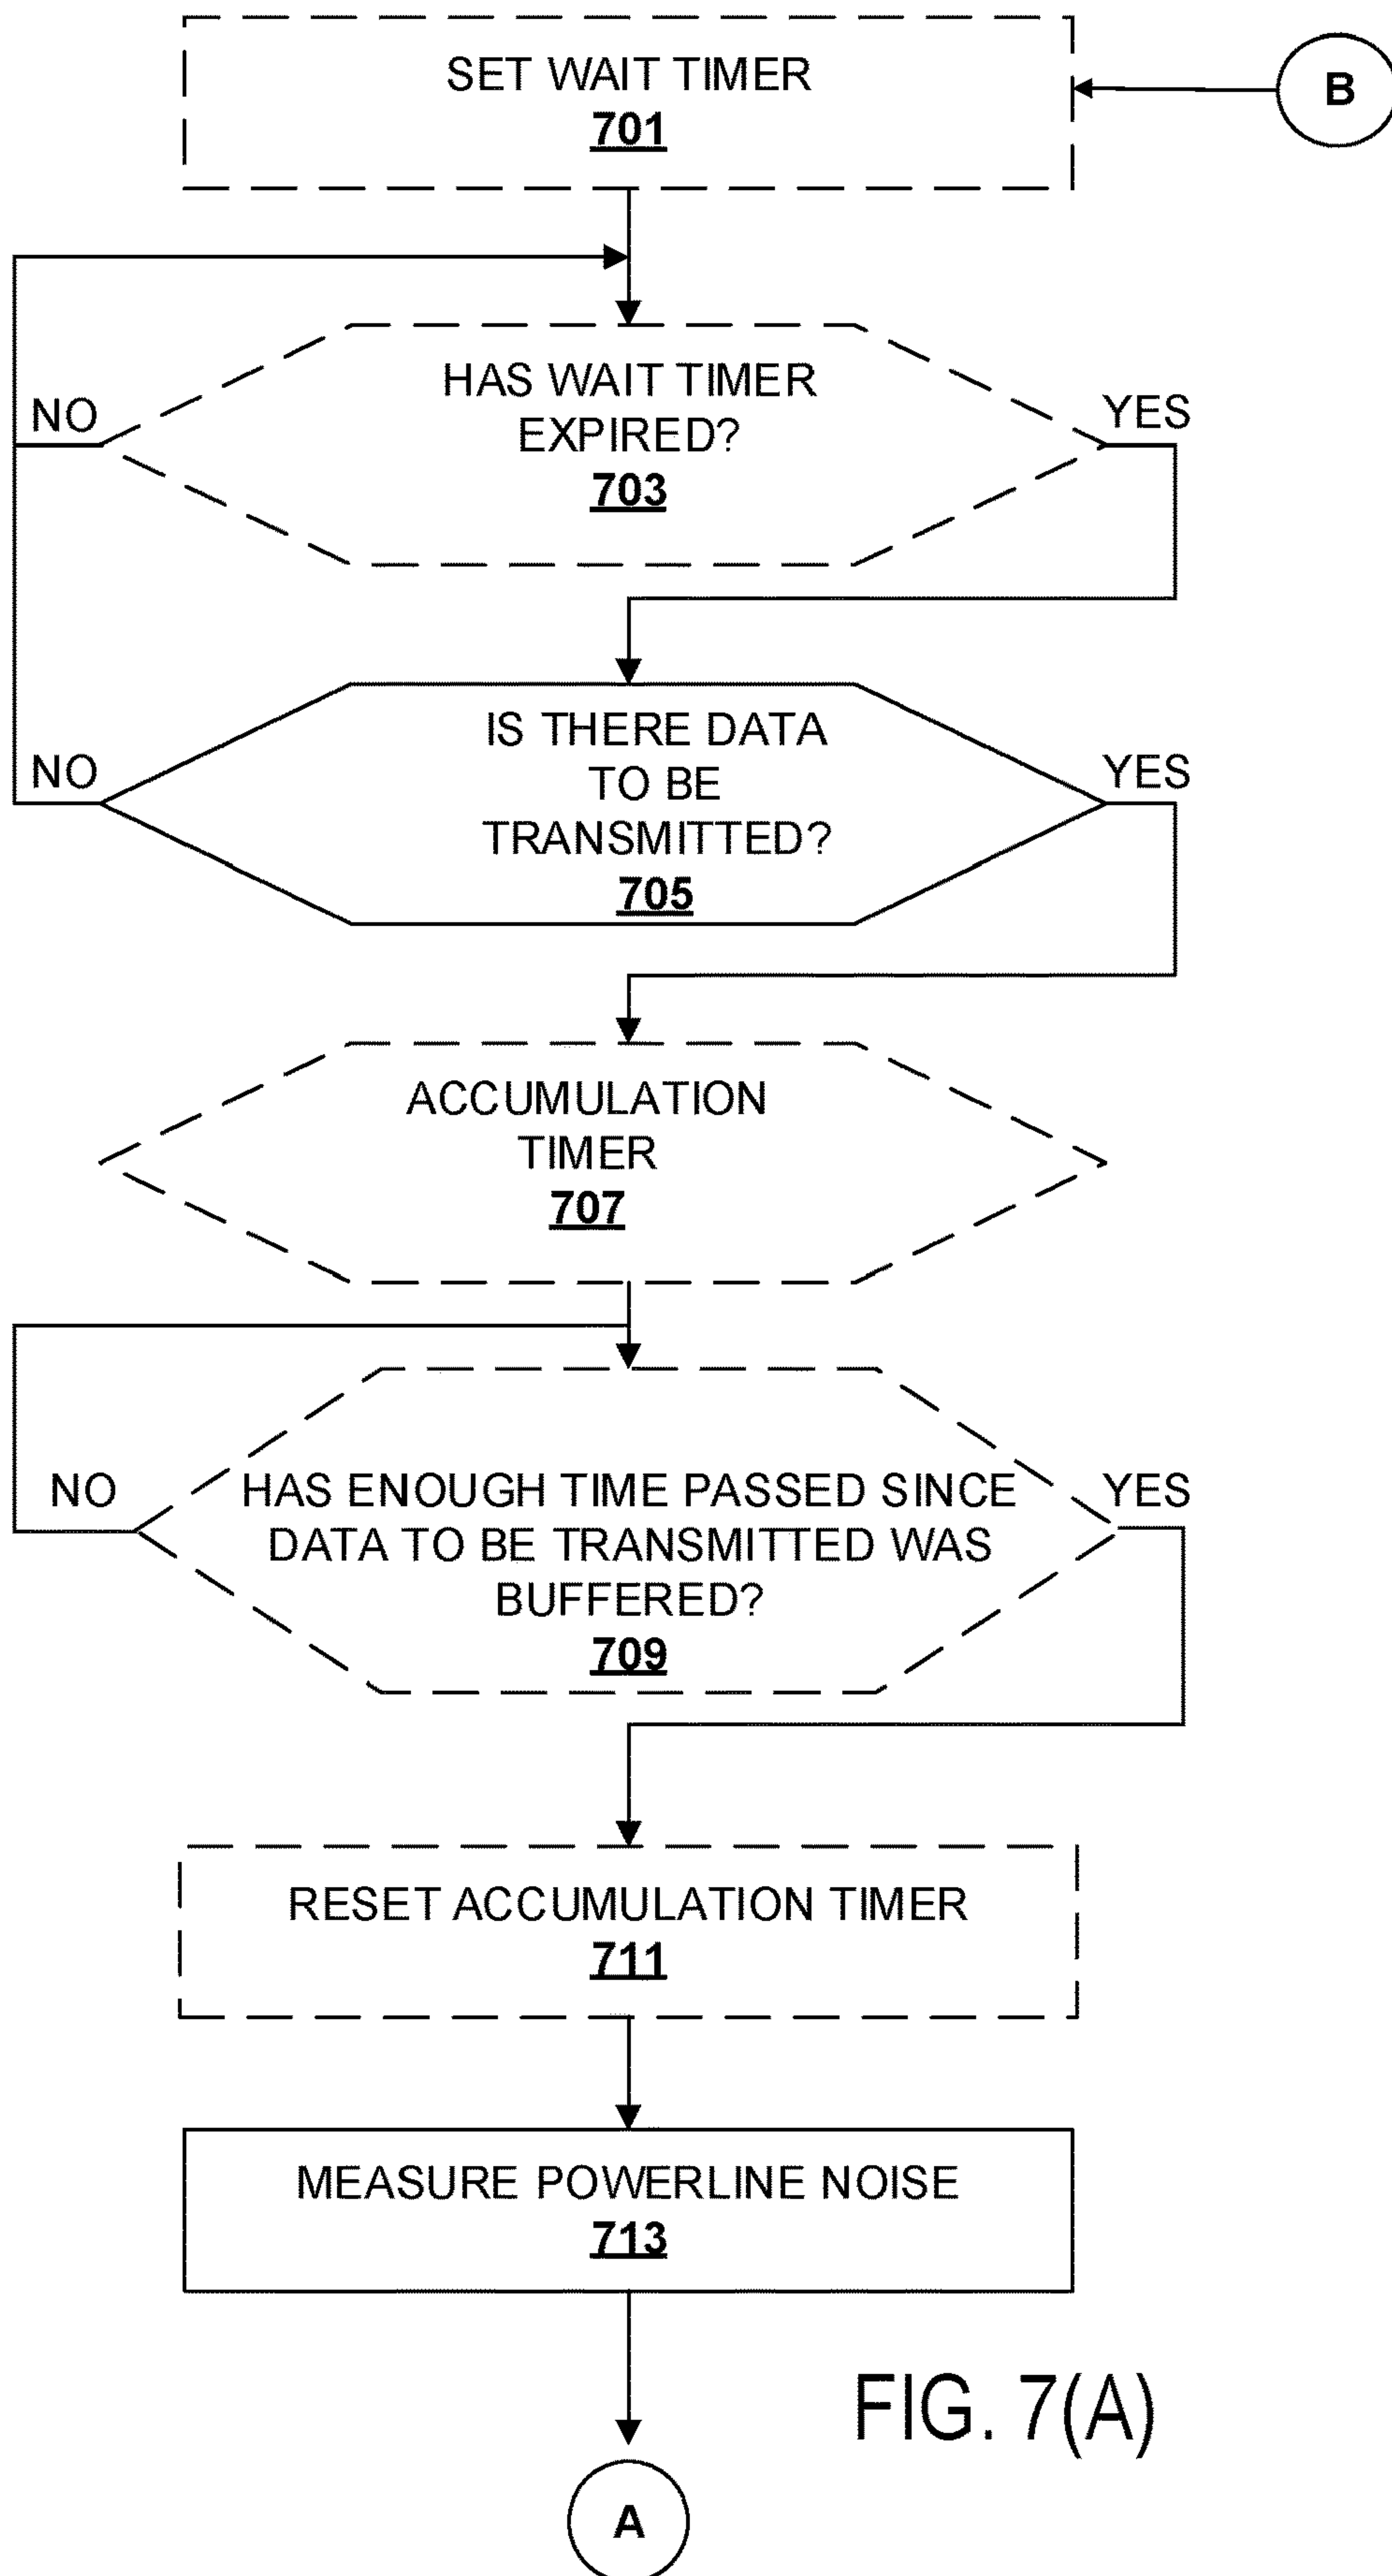 SET WAIT TIMER
701
B
HAS WAIT TIMER
EXPIRED?
703
NO
YES
IS THERE DATA
TO BE
TRANSMITTED?
705
NO
YES
ACCUMULATION
TIMER
707
HAS ENOUGH TIME PASSED SINCE
DATA TO BE TRANSMITTED WAS
BUFFERED?
709
NO
YES
RESET ACCUMULATION TIMER
711
MEASURE POWERLINE NOISE
713
FIG. 7(A)
A